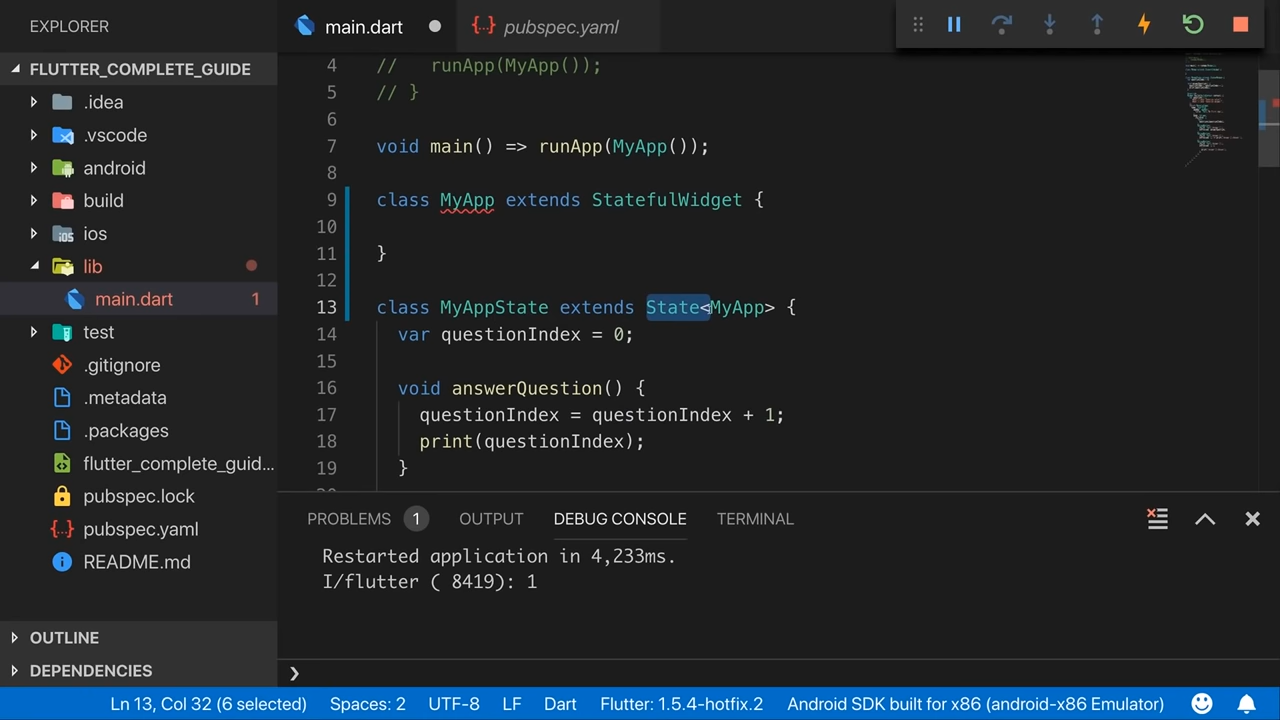 EXPLORER
main.dart
{·} pubspec.yaml
FLUTTER_COMPLETE_GUIDE
.idea
.vscode
android
build
ios
lib
main.dart 1
test
.gitignore
.metadata
.packages
flutter_complete_guid...
pubspec.lock
{·} pubspec.yaml
README.md
OUTLINE
DEPENDENCIES
4 //   runApp(MyApp());
5 // }
6
7 void main() => runApp(MyApp());
8
9 class MyApp extends StatefulWidget {
10
11 }
12
13 class MyAppState extends State<MyApp> {
14   var questionIndex = 0;
15
16   void answerQuestion() {
17     questionIndex = questionIndex + 1;
18     print(questionIndex);
19   }
PROBLEMS 1 OUTPUT DEBUG CONSOLE TERMINAL
Restarted application in 4,233ms.
I/flutter ( 8419): 1
Ln 13, Col 32 (6 selected) Spaces: 2 UTF-8 LF Dart Flutter: 1.5.4-hotfix.2 Android SDK built for x86 (android-x86 Emulator)